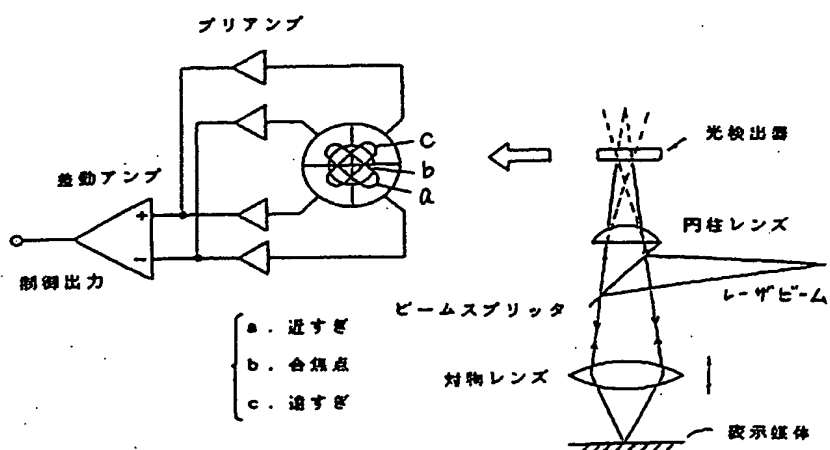 プリアンプ
c
b
a
差動アンプ
+
−
制御出力
a . 近すぎ
b . 合焦点
c . 遠すぎ
光検出器
円柱レンズ
レーザビーム
ビームスプリッタ
対物レンズ
表示媒体